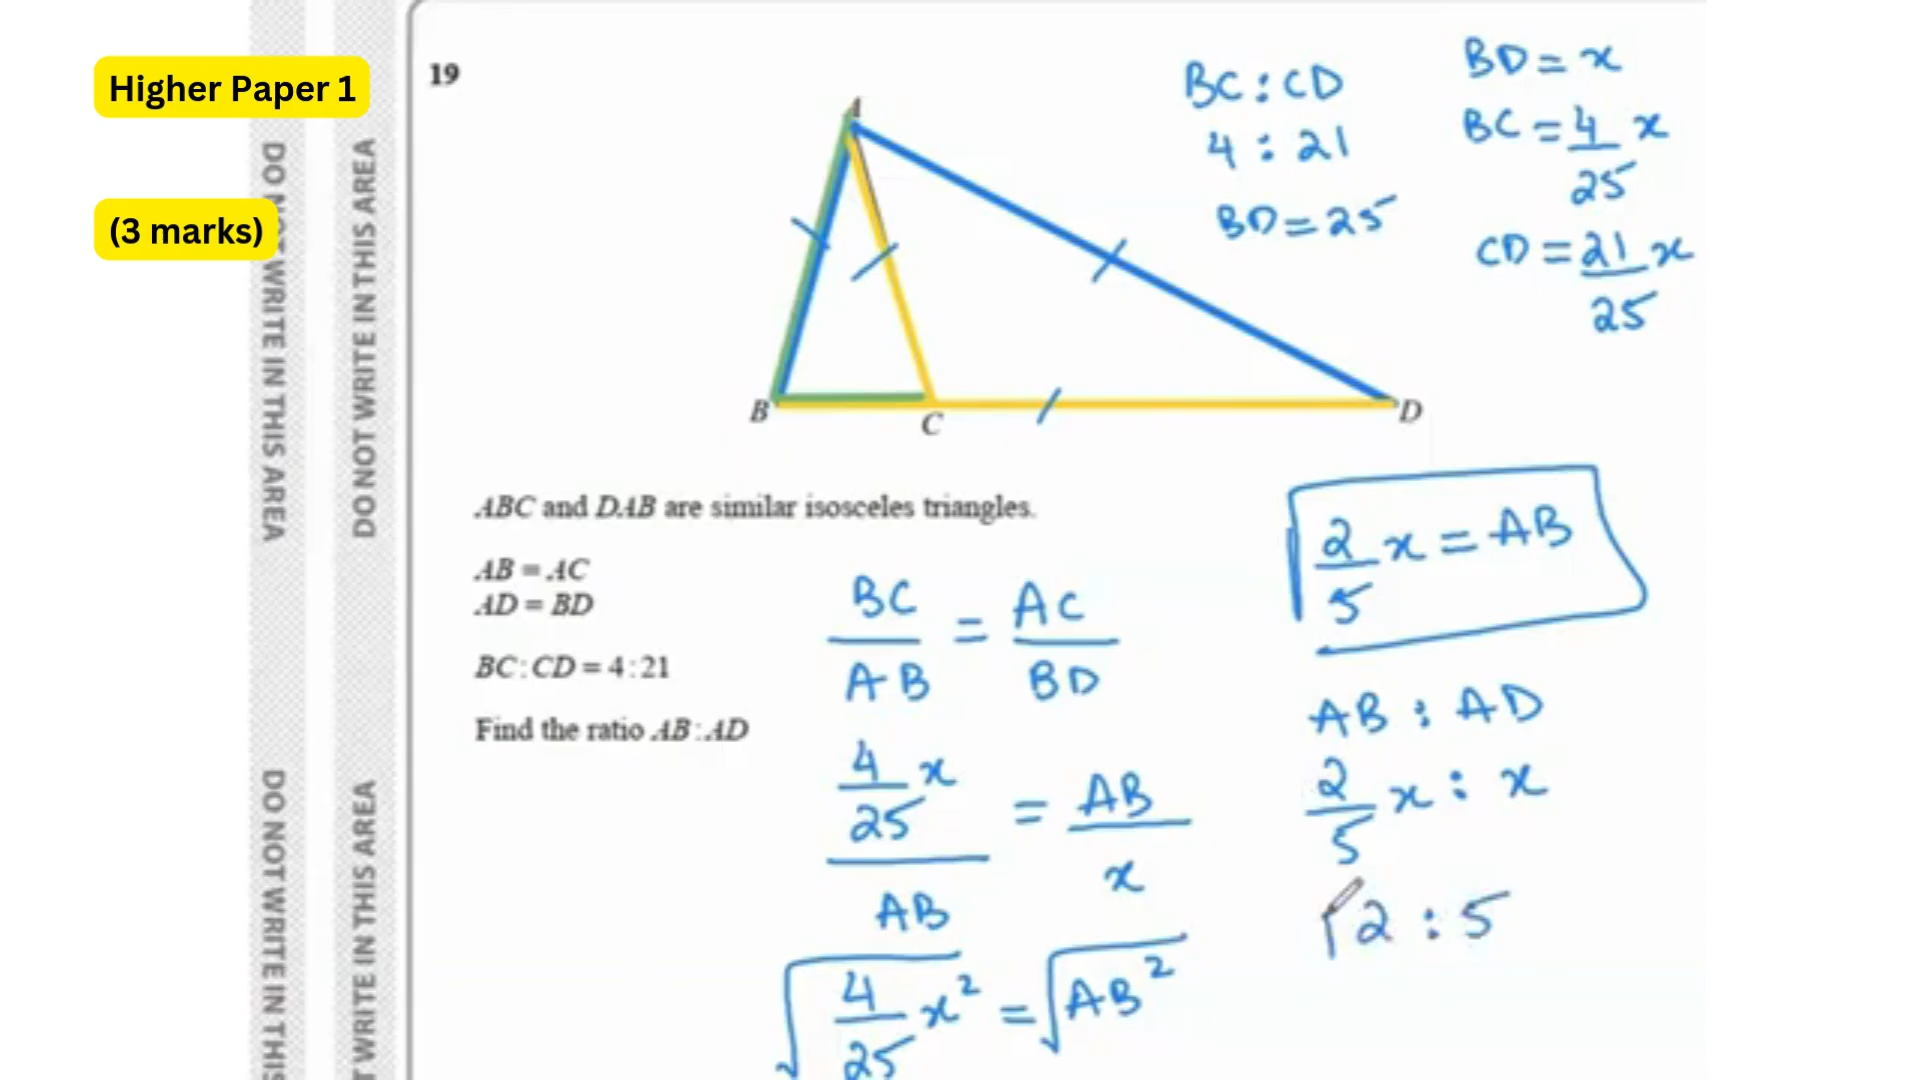 Higher Paper 1
(3 marks)
DO NOT WRITE IN THIS AREA
DO NOT WRITE IN THIS AREA
DO NOT WRITE IN THIS
WRITE IN THIS AREA
19
A
B
C
D
BC : CD
4 : 21
BD = 25
BD = x
BC = 4/25 x
CD = 21/25 x
ABC and DAB are similar isosceles triangles.
AB = AC
AD = BD
BC : CD = 4 : 21
Find the ratio AB : AD
BC/AB = AC/BD
4/25 x / AB = AB/x
√4/25 x² = √AB²
2/5 x = AB
AB : AD
2/5 x : x
2 : 5